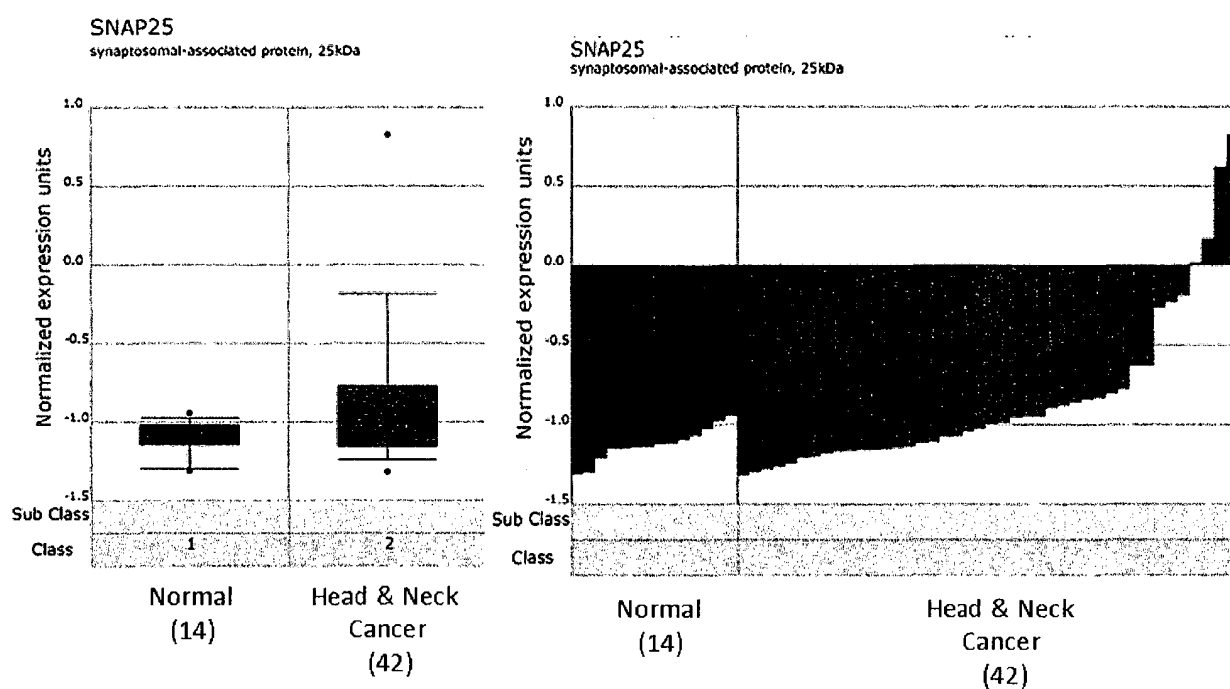 SNAP25
synaptosomal-associated protein, 25kDa
Normalized expression units
1.0
0.5
0.0
-0.5
-1.0
-1.5
Sub Class
Class
1
2
Normal
(14)
Head & Neck
Cancer
(42)
SNAP25
synaptosomal-associated protein, 25kDa
Normalized expression units
1.0
0.5
0.0
-0.5
-1.0
-1.5
Sub Class
Class
Normal
(14)
Head & Neck
Cancer
(42)